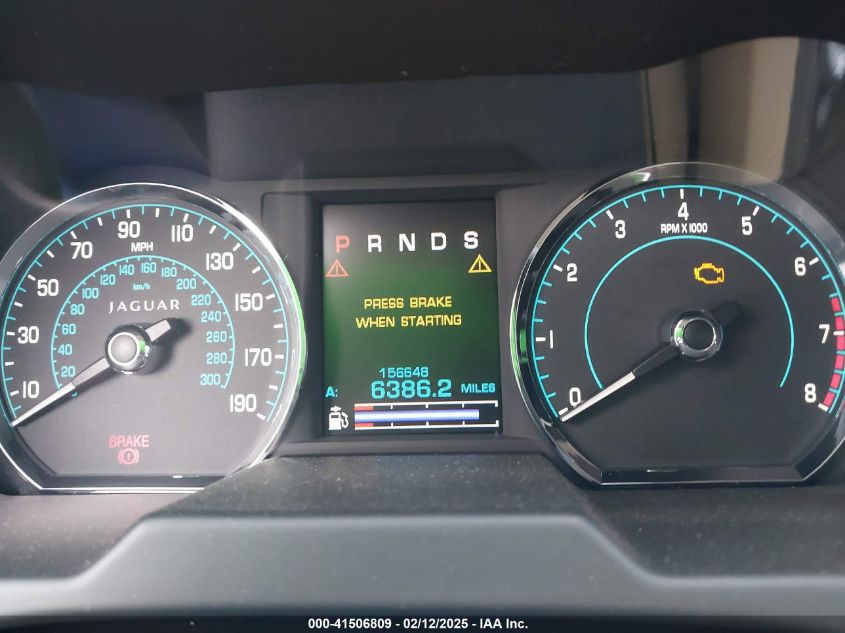 10 30 50 70 90 110 130 150 170 190
MPH
20 40 60 80 100 120 140 160 180 200 220 240 260 280 300
km/h
JAGUAR
BRAKE
P R N D S
PRESS BRAKE
WHEN STARTING
156648
A: 6386.2 MILES
0 1 2 3 4 5 6 7 8
RPM X 1000
000-41506809 - 02/12/2025 - IAA Inc.